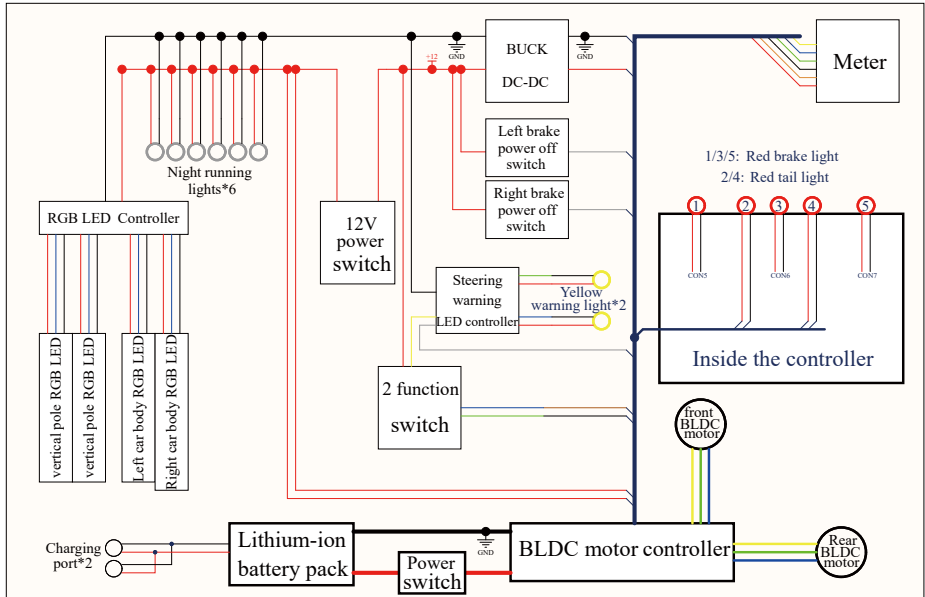 +12
GND
GND
BUCK
DC-DC
Meter
Left brake
power off
switch
1/3/5: Red brake light
2/4: Red tail light
Night running
lights*6
Right brake
power off
switch
RGB LED Controller
12V
power
switch
1
2
3
4
5
CON5
CON6
CON7
Steering
warning
LED controller
Yellow
warning light*2
Inside the controller
vertical pole RGB LED
vertical pole RGB LED
Left car body RGB LED
Right car body RGB LED
2 function
switch
front
BLDC
motor
Charging
port*2
Lithium-ion
battery pack
GND
Power
switch
BLDC motor controller
Rear
BLDC
motor